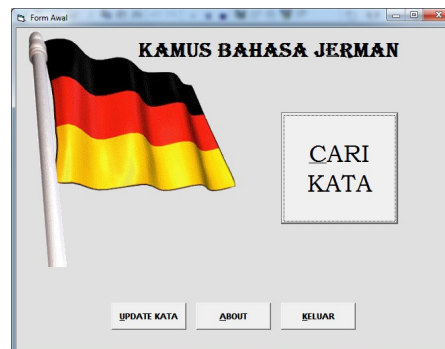 Form Awal
KAMUS BAHASA JERMAN
CARI
KATA
UPDATE KATA ABOUT KELUAR